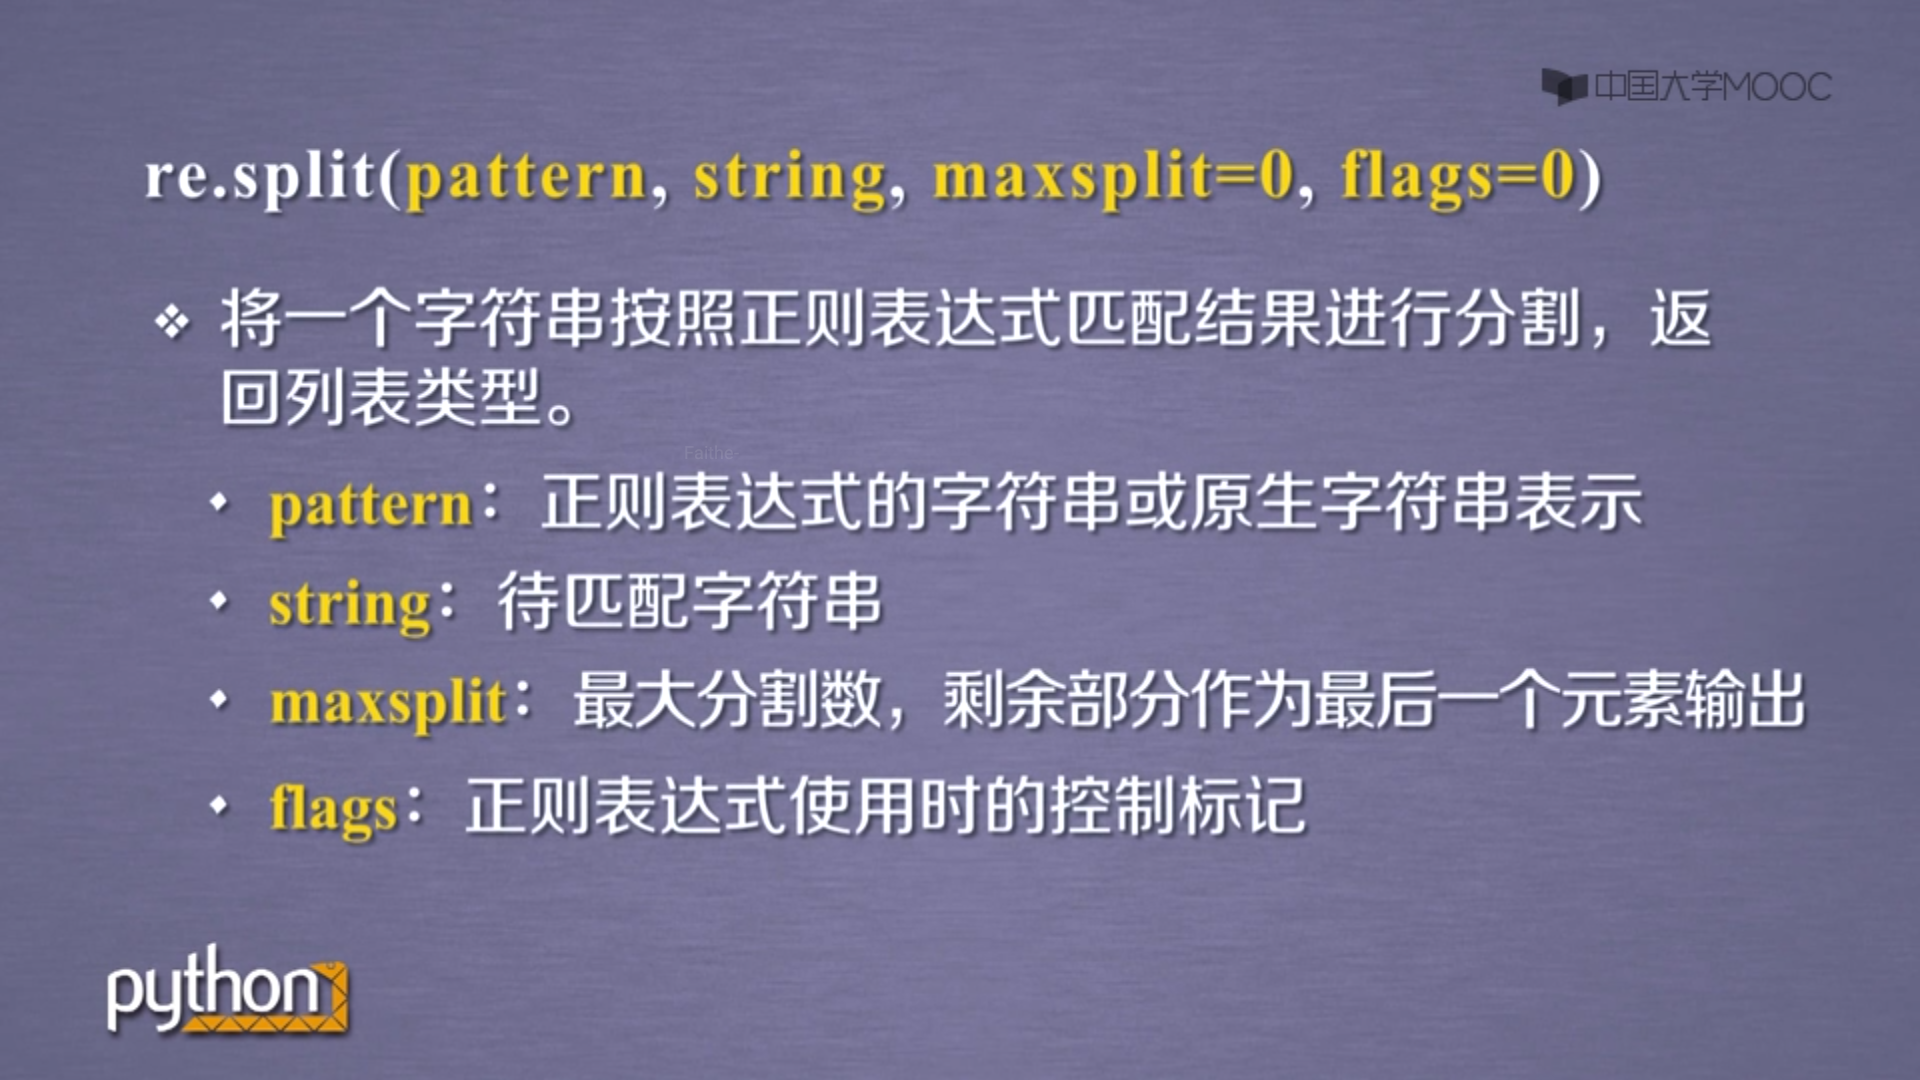 中国大学MOOC
re.split(pattern, string, maxsplit=0, flags=0)
将一个字符串按照正则表达式匹配结果进行分割，返
回列表类型。
Faithe
pattern：正则表达式的字符串或原生字符串表示
string：待匹配字符串
maxsplit：最大分割数，剩余部分作为最后一个元素输出
flags：正则表达式使用时的控制标记
python